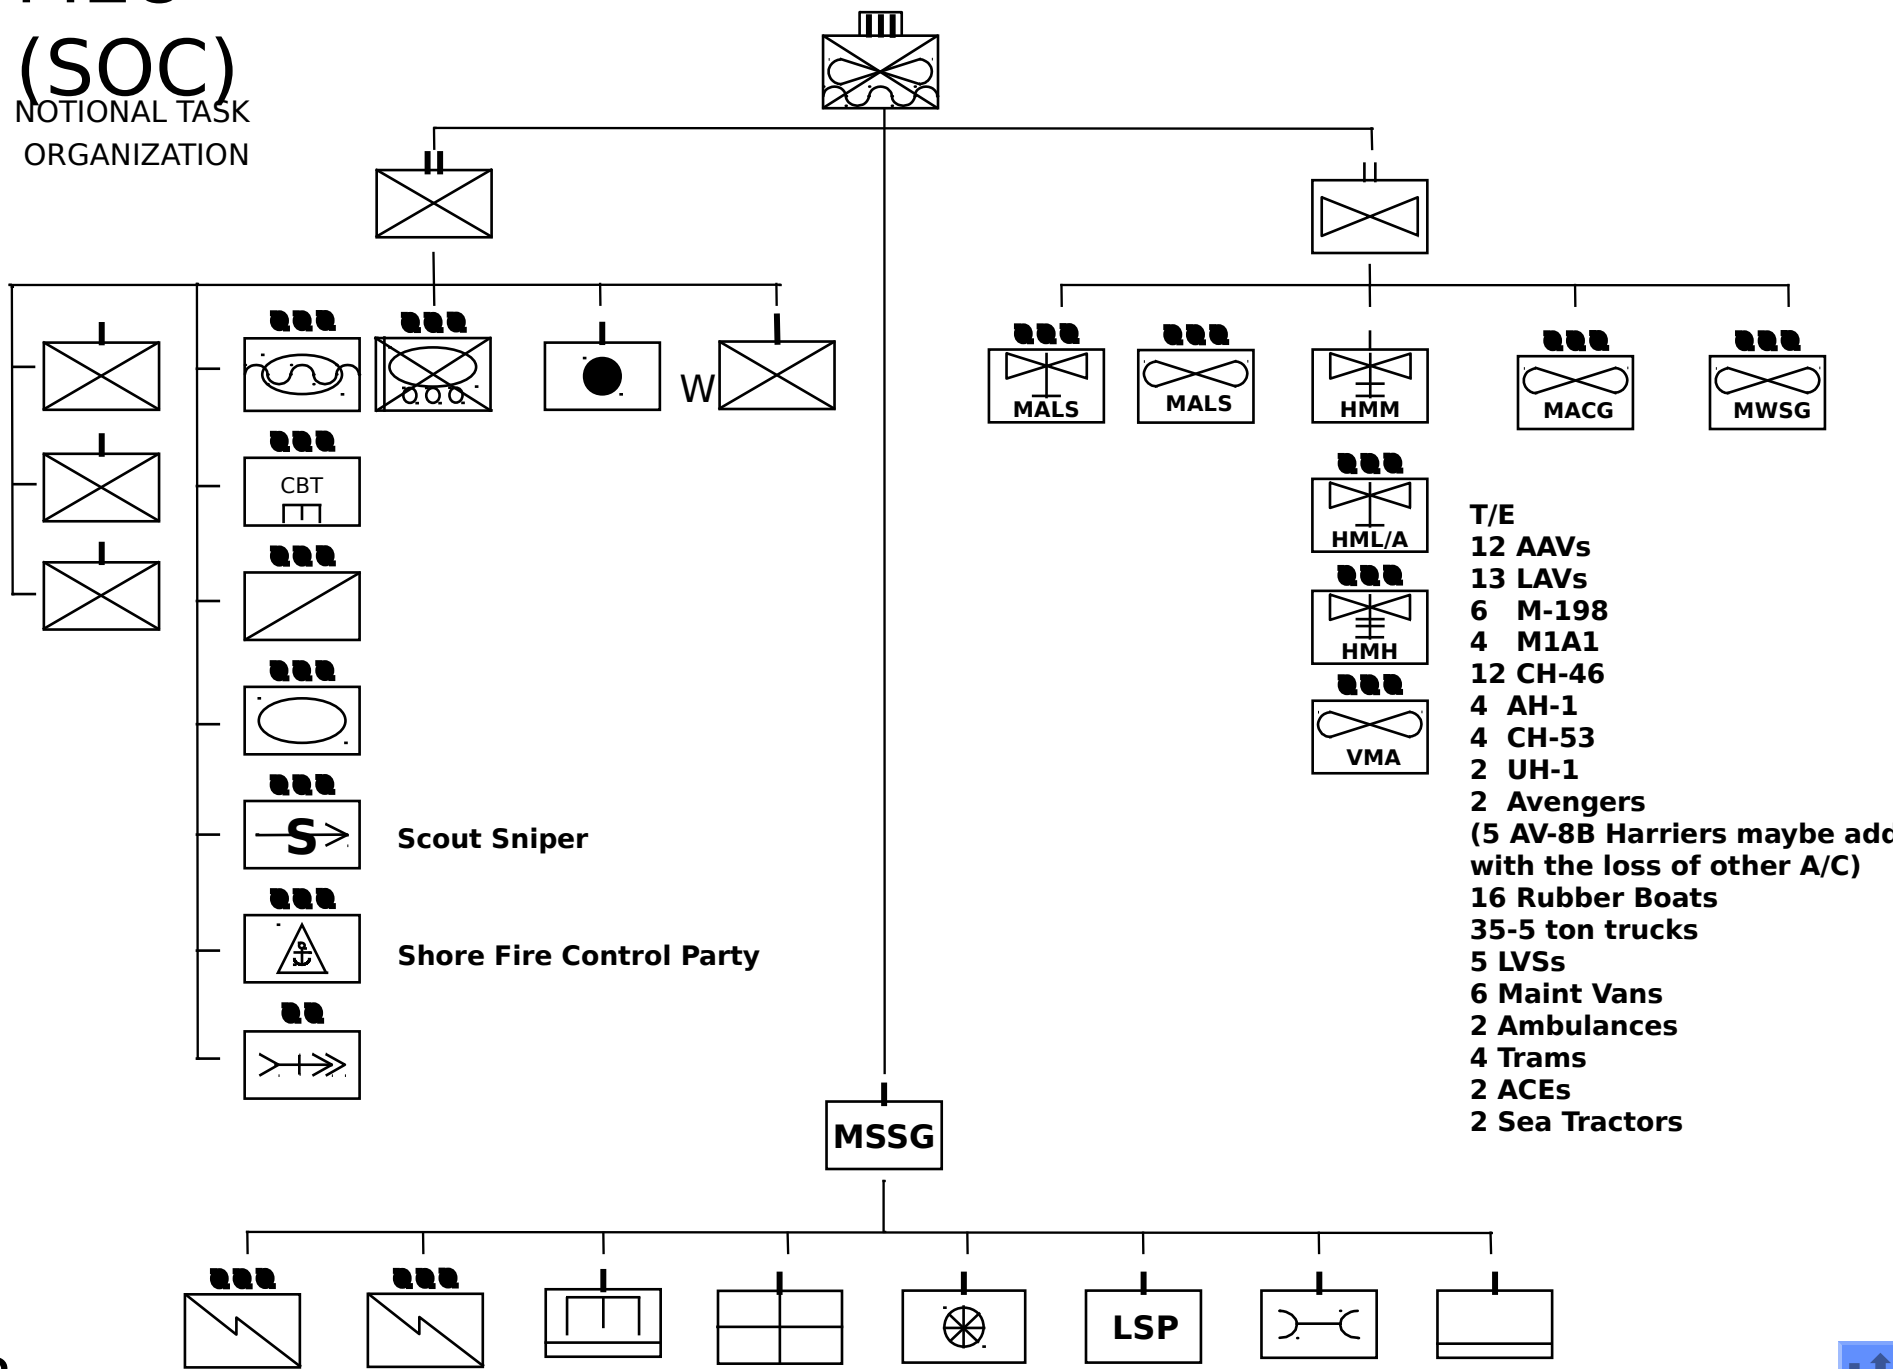 (SOC)
NOTIONAL TASK
ORGANIZATION
W
MALS
MALS
HMM
MACG
MWSG
CBT
HML/A
HMH
VMA
T/E
12 AAVs
13 LAVs
6 M-198
4 M1A1
12 CH-46
4 AH-1
4 CH-53
2 UH-1
2 Avengers
(5 AV-8B Harriers maybe add
with the loss of other A/C)
16 Rubber Boats
35-5 ton trucks
5 LVSs
6 Maint Vans
2 Ambulances
4 Trams
2 ACEs
2 Sea Tractors
S
Scout Sniper
Shore Fire Control Party
MSSG
LSP